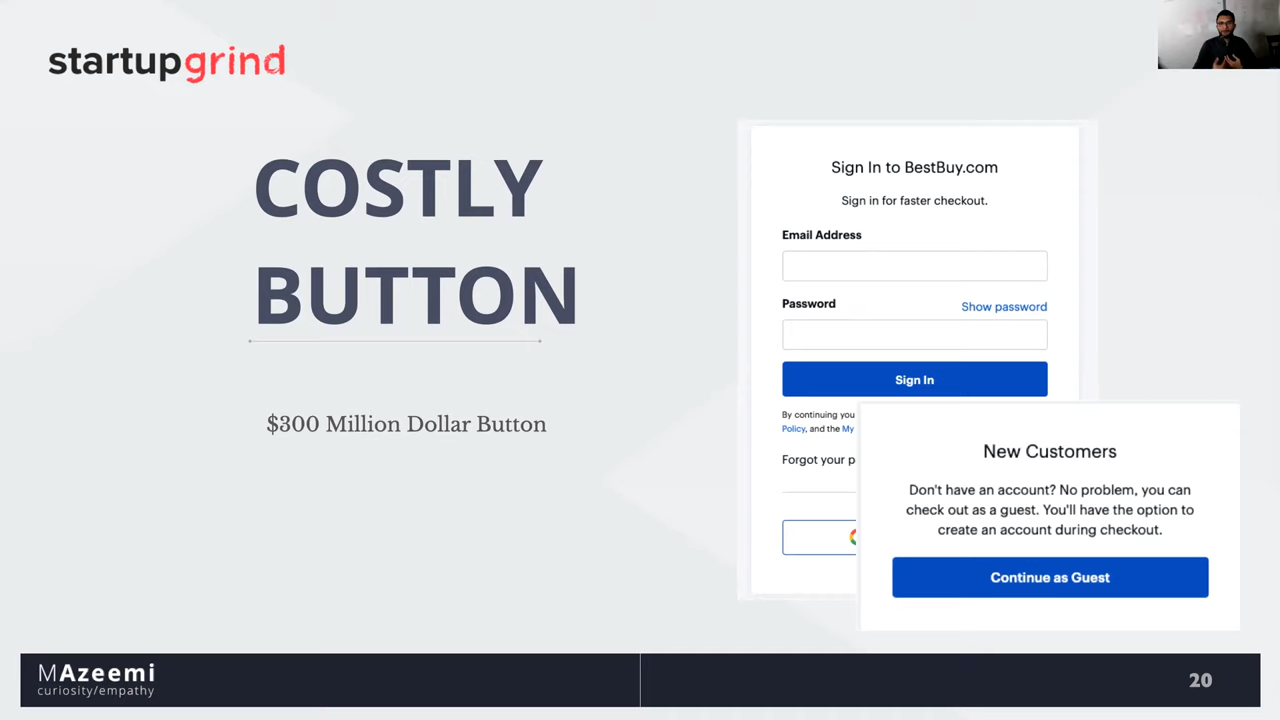 startupgrind
COSTLY
BUTTON
$300 Million Dollar Button
Sign In to BestBuy.com
Sign in for faster checkout.
Email Address
Password
Show password
Sign In
By continuing you
Policy, and the My
Forgot your p
New Customers
Don't have an account? No problem, you can
check out as a guest. You'll have the option to
create an account during checkout.
Continue as Guest
MAzeemi
curiosity/empathy
20